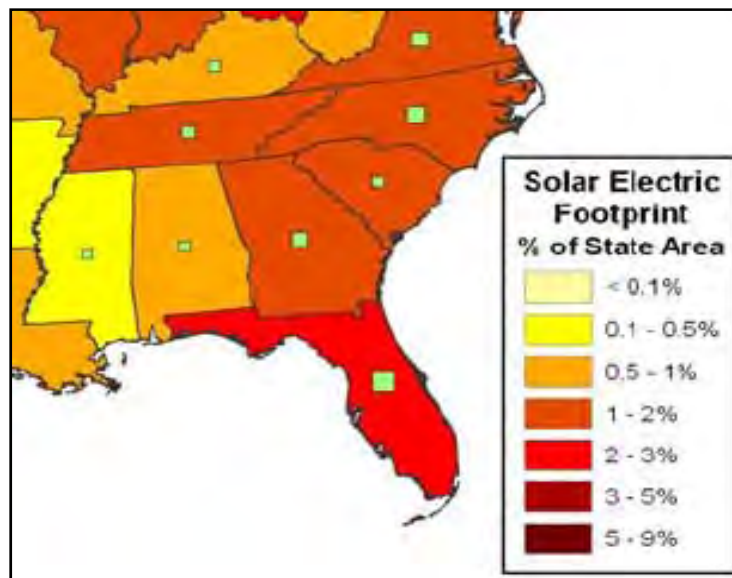 Solar Electric
Footprint
% of State Area
< 0.1%
0.1 - 0.5%
0.5 - 1%
1 - 2%
2 - 3%
3 - 5%
5 - 9%